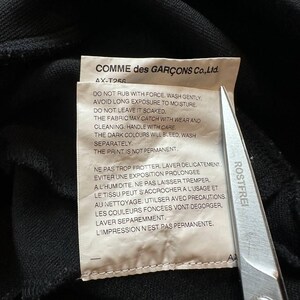 COMME des GARÇONS Co.,Ltd.
AX-T256
DO NOT RUB WITH FORCE, WASH GENTLY.
AVOID LONG EXPOSURE TO MOISTURE.
DO NOT LEAVE IT SOAKED.
THE FABRIC MAY CATCH WITH WEAR AND
CLEANING. HANDLE WITH CARE.
THE DARK COLOURS WILL BLEED, WASH
SEPARATELY.
THE PRINT IS NOT PERMANENT.
NE PAS TROP FROTTER, LAVER DELICATEMENT.
EVITER UNE EXPOSITION PROLONGEE
A L'HUMIDITE, NE PAS LAISSER TREMPER,
LE TISSU PEUT S'ACCROCHER A L'USAGE ET
AU NETTOYAGE. UTILISER AVEC PRECAUTIONS.
LES COULEURS FONCEES VONT DEGORGER,
LAVER SEPAREMMENT.
L'IMPRESSION N'EST PAS PERMANENTE.
ROSTFREI